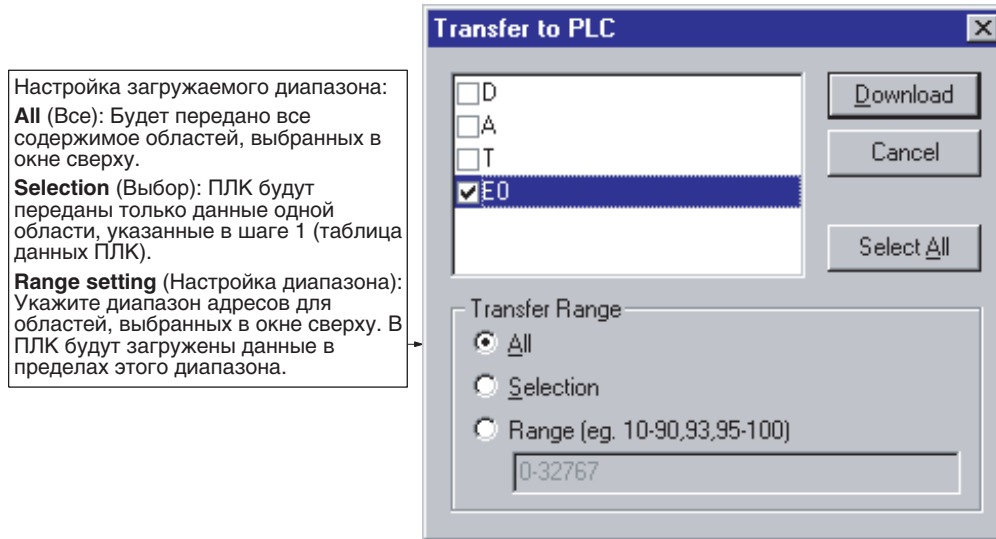 Настройка загружаемого диапазона:
All (Все): Будет передано все
содержимое областей, выбранных в
окне сверху.
Selection (Выбор): ПЛК будут
переданы только данные одной
области, указанные в шаге 1 (таблица
данных ПЛК).
Range setting (Настройка диапазона):
Укажите диапазон адресов для
областей, выбранных в окне сверху. В
ПЛК будут загружены данные в
пределах этого диапазона.
Transfer to PLC
D
A
T
E0
Download
Cancel
Select All
Transfer Range
All
Selection
Range (eg. 10-90,93,95-100)
0-32767